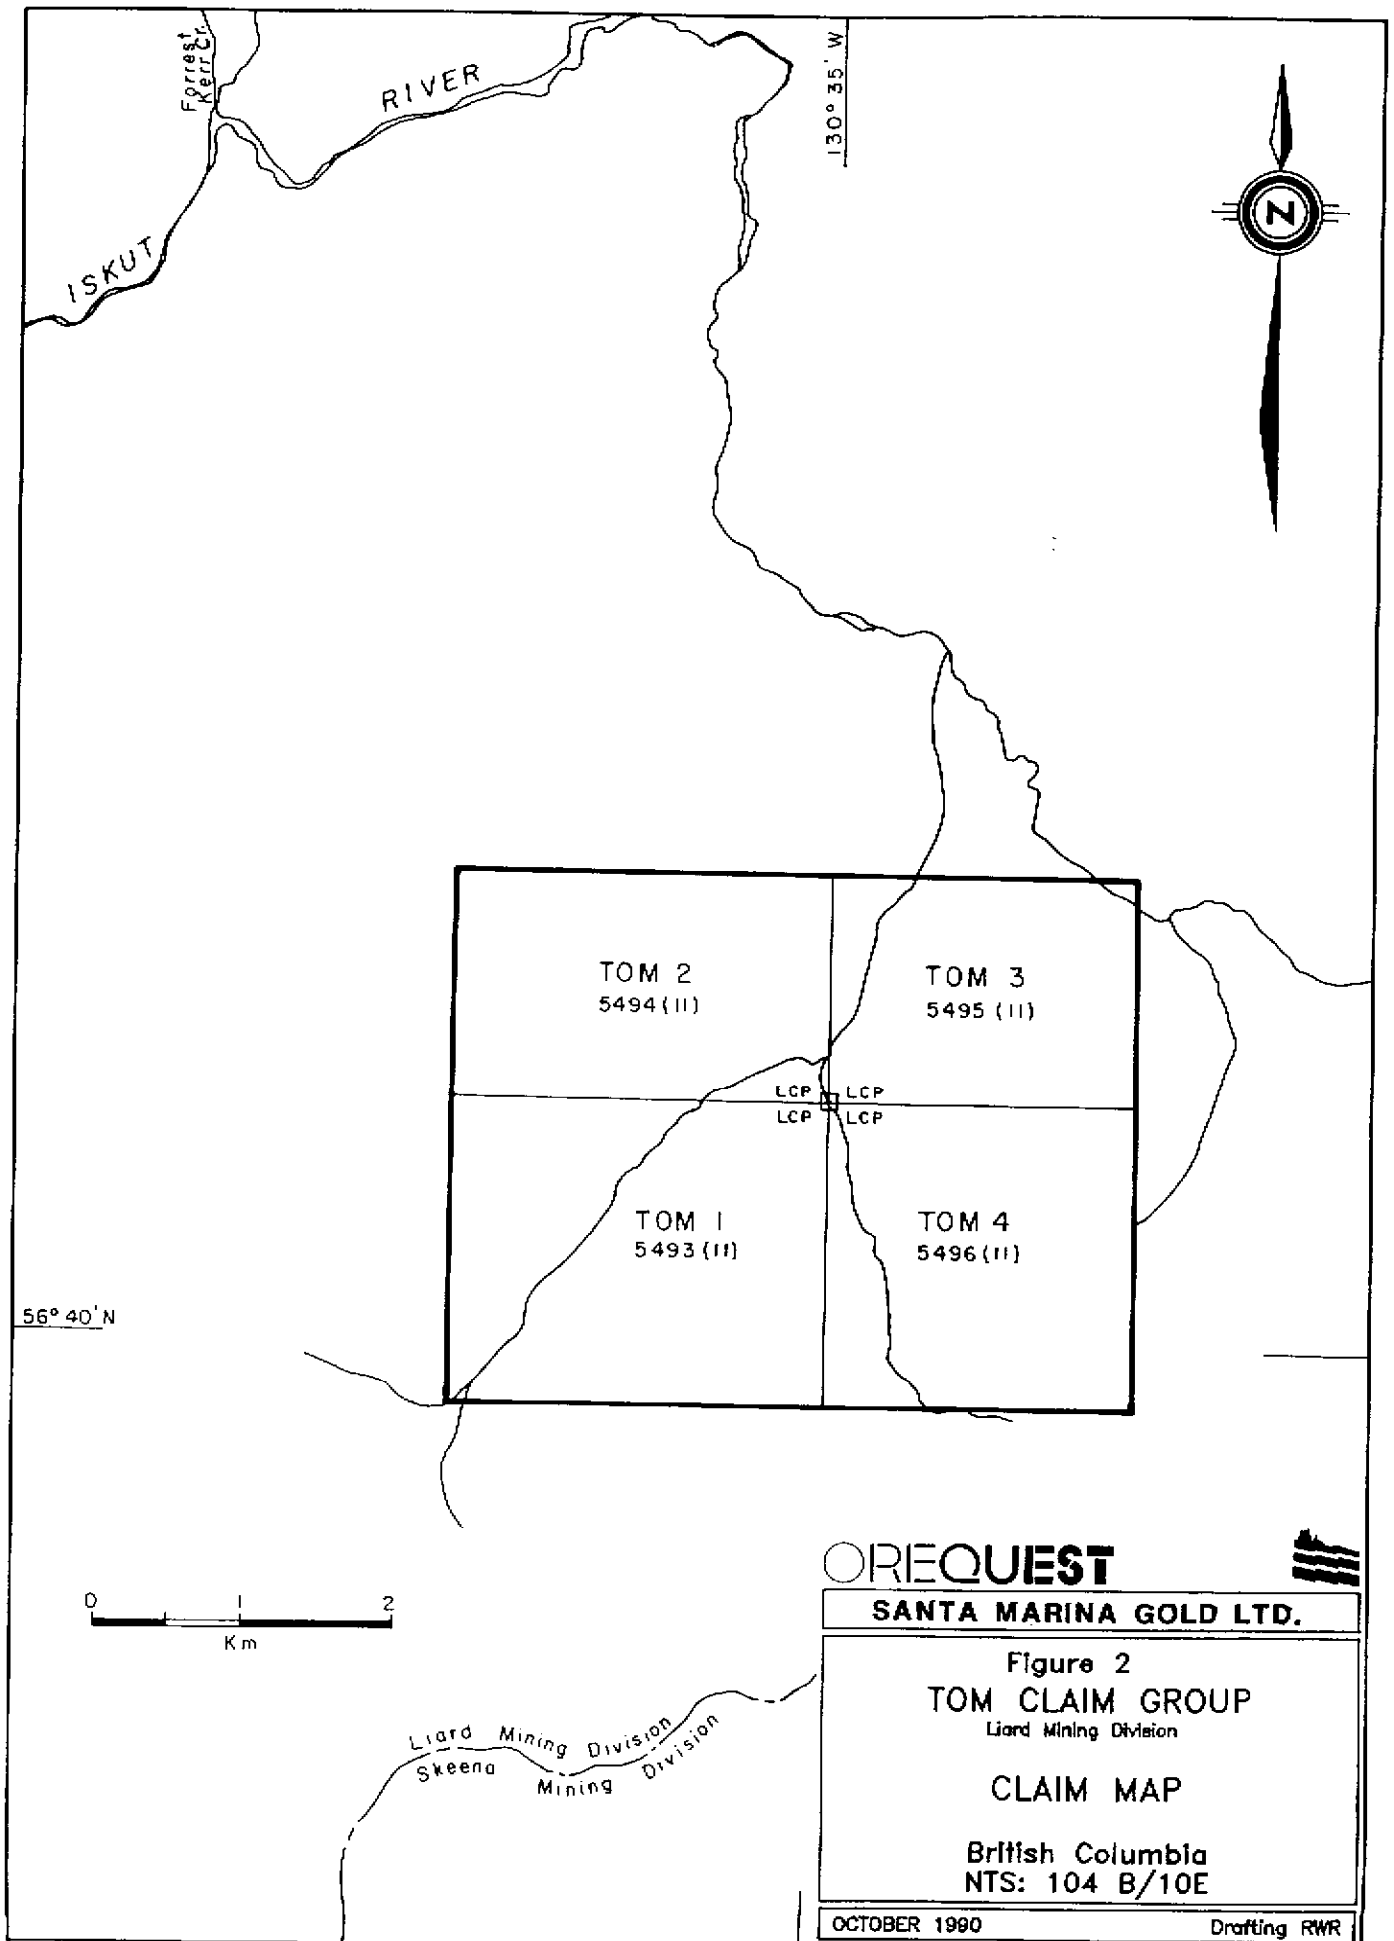 Forrest
Kerr Cr.
RIVER
ISKUT
130° 35' W
N
TOM 2
5494(11)
TOM 3
5495 (11)
LCP LCP
LCP LCP
TOM 1
5493(11)
TOM 4
5496(11)
56° 40' N
0 1 2
Km
OREQUEST
SANTA MARINA GOLD LTD.
Figure 2
TOM CLAIM GROUP
Liard Mining Division
CLAIM MAP
British Columbia
NTS: 104 B/10E
OCTOBER 1990 Drafting RWR
Liard Mining Division
Skeena Mining Division